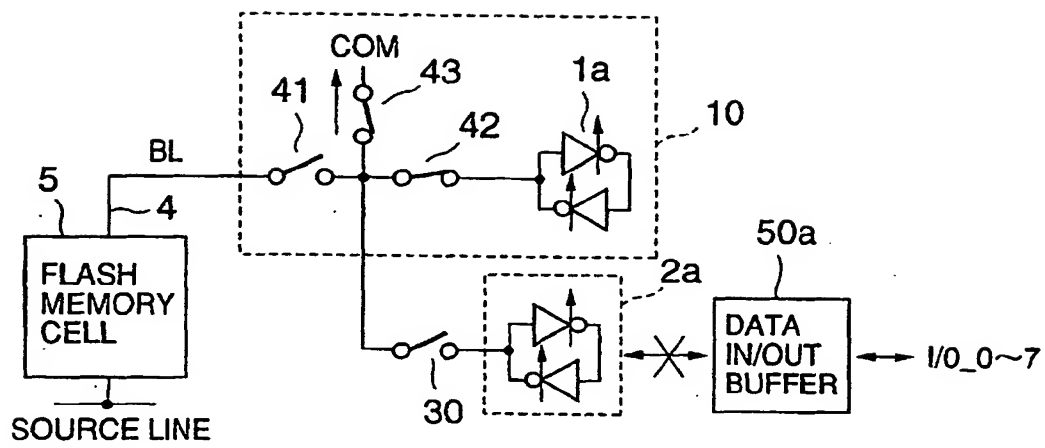 COM
41
43
1a
10
42
BL
5
4
FLASH
MEMORY
CELL
SOURCE LINE
2a
50a
30
DATA
IN/OUT
BUFFER
I/0_0~7